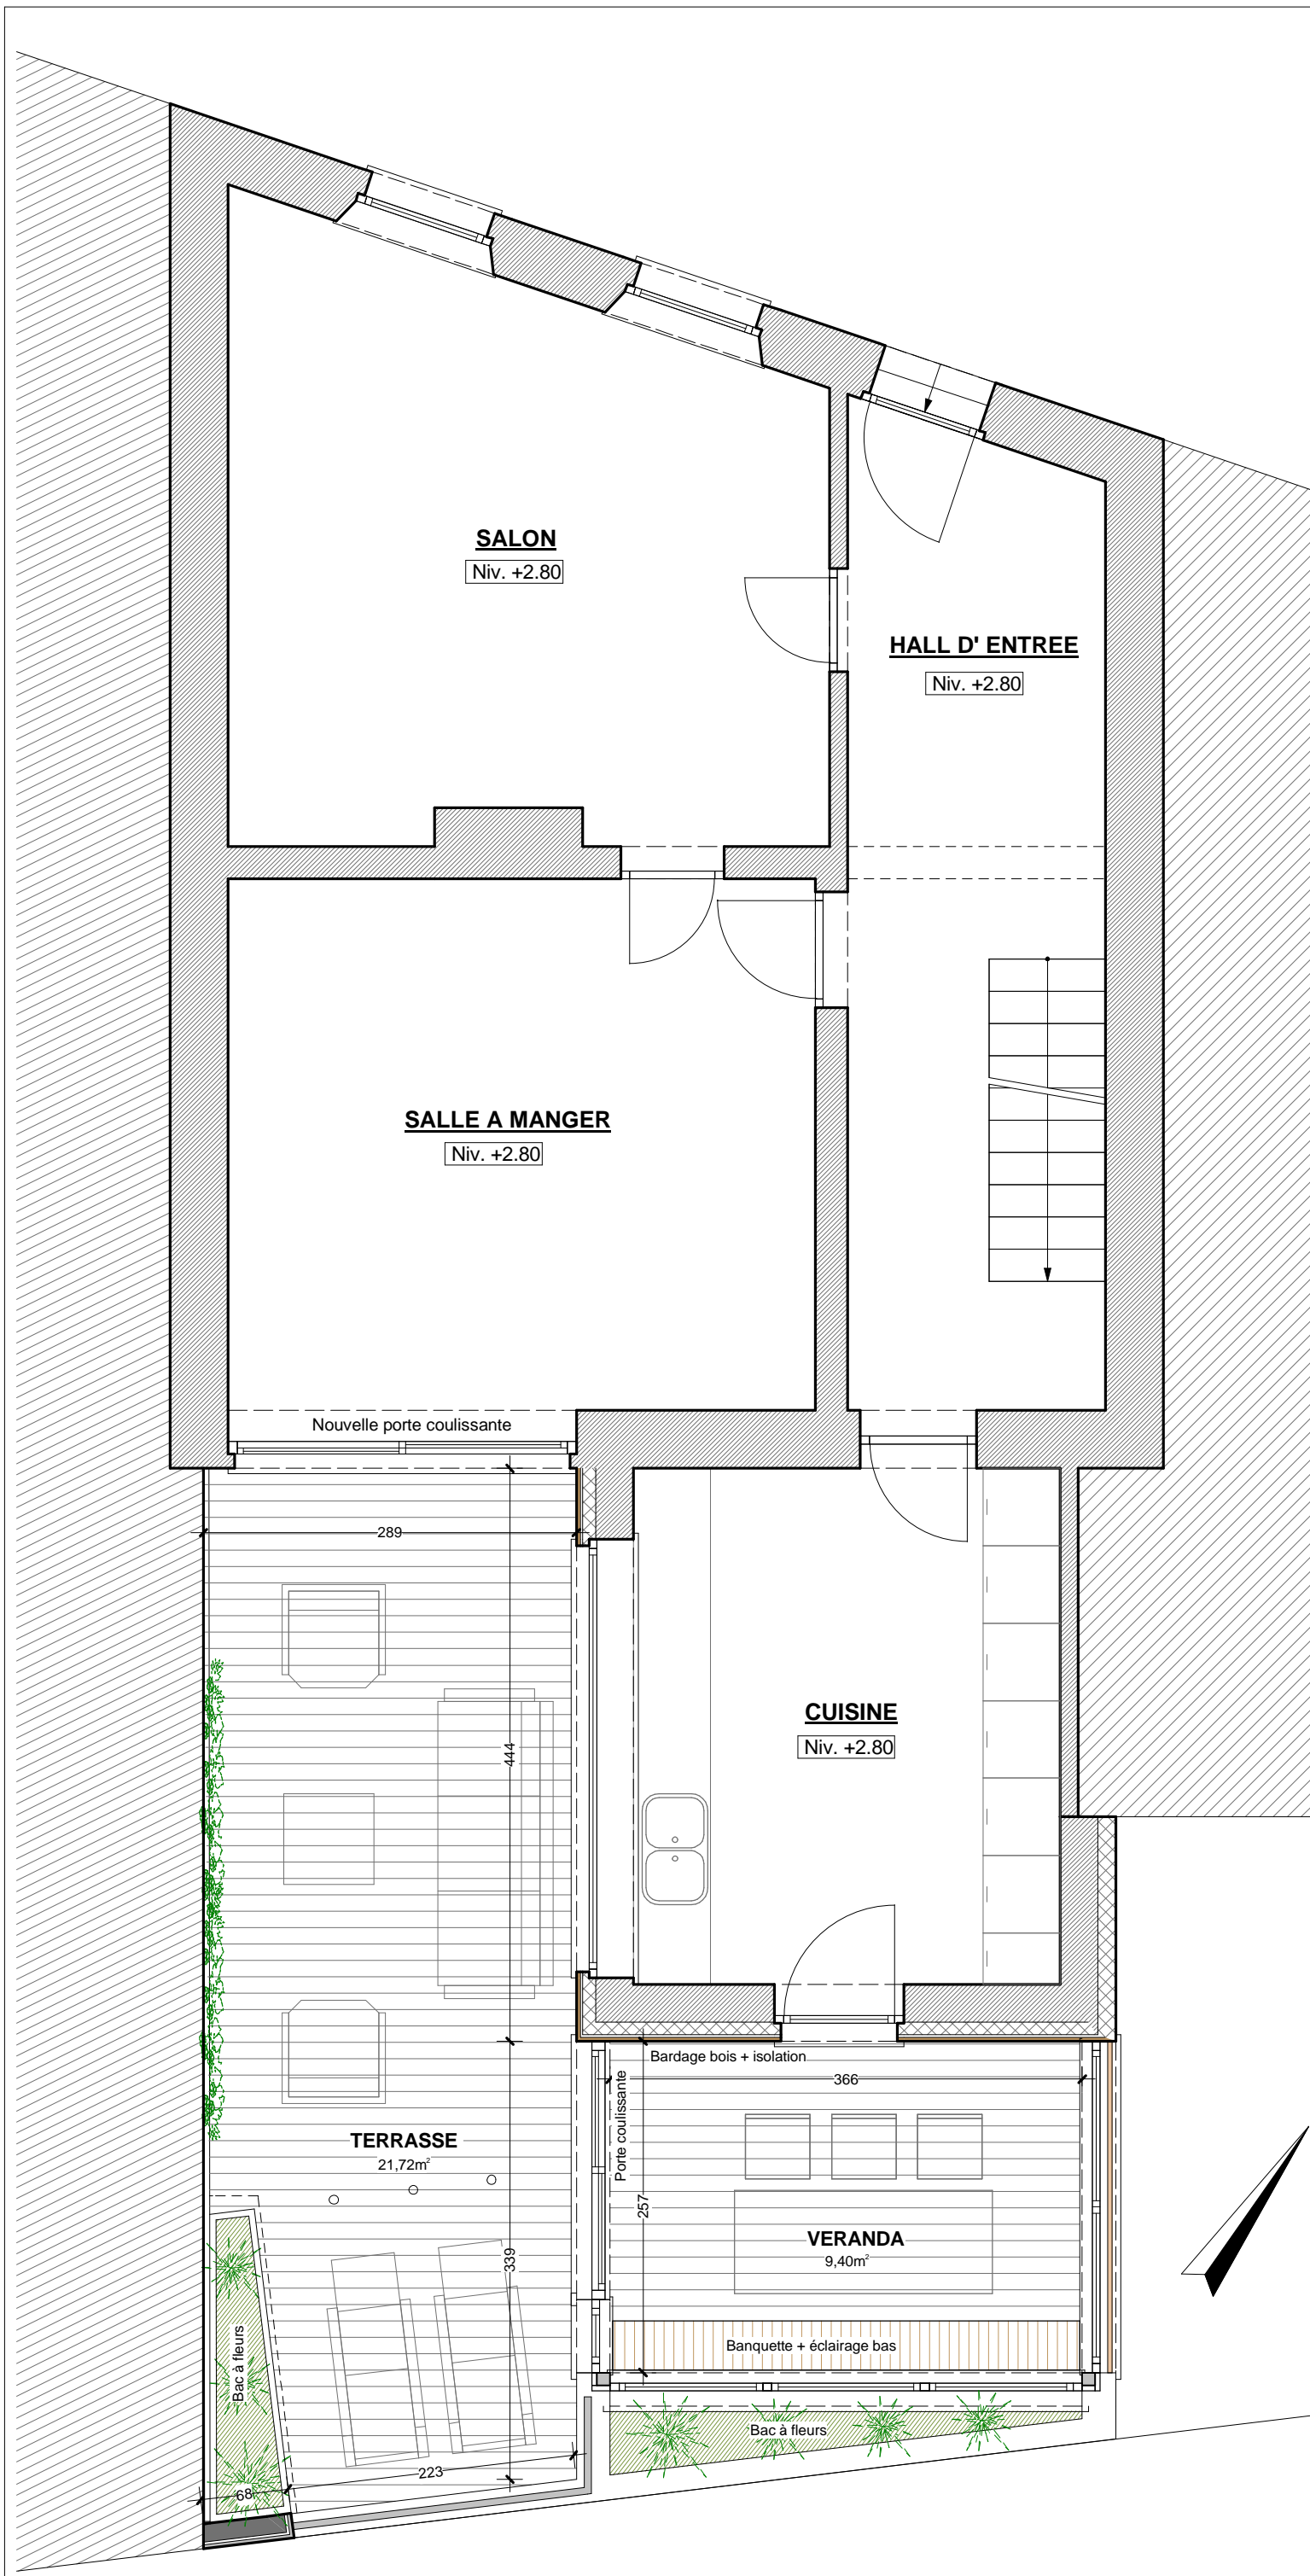 SALON
Niv. +2.80
HALL D' ENTREE
Niv. +2.80
SALLE A MANGER
Niv. +2.80
Nouvelle porte coulissante
289
444
CUISINE
Niv. +2.80
Bardage bois + isolation
366
Porte coulissante
257
TERRASSE
21,72m²
339
VERANDA
9,40m²
Banquette + éclairage bas
Bac à fleurs
Bac à fleurs
223
68